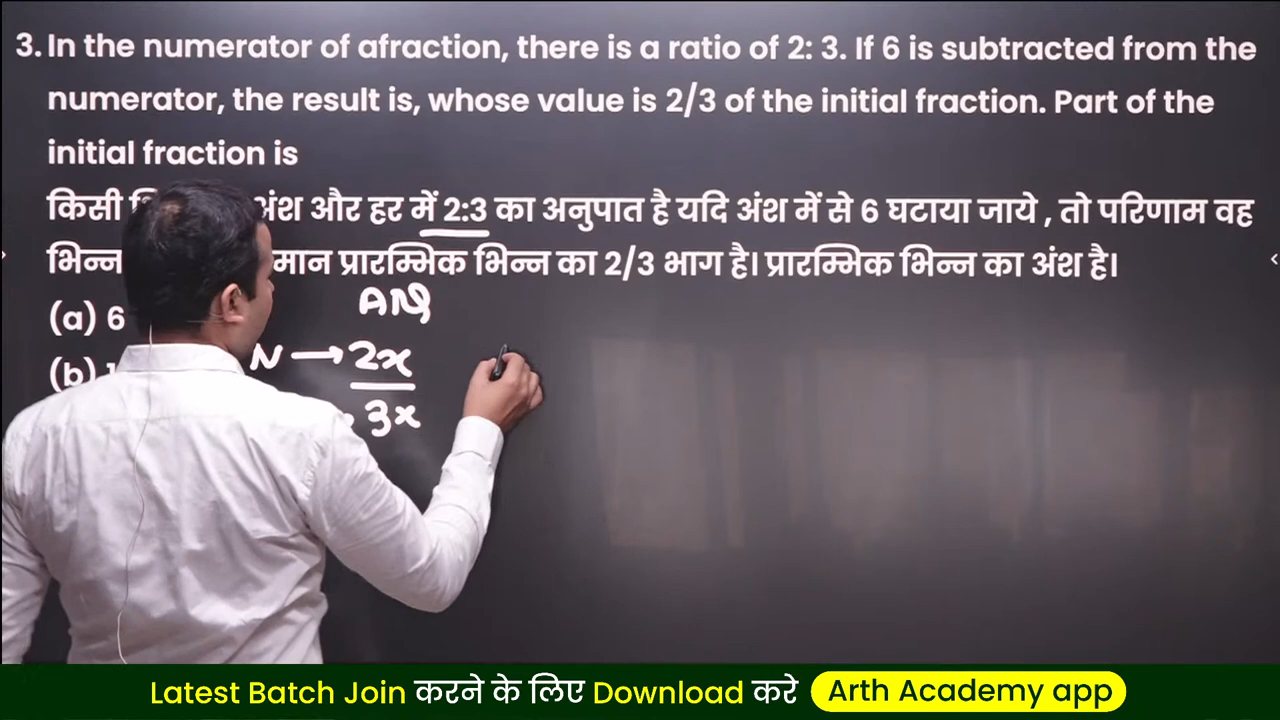 3. In the numerator of afraction, there is a ratio of 2: 3. If 6 is subtracted from the
numerator, the result is, whose value is 2/3 of the initial fraction. Part of the
initial fraction is
किसी अंश और हर में 2:3 का अनुपात है यदि अंश में से 6 घटाया जाये , तो परिणाम वह
भिन्न मान प्रारम्भिक भिन्न का 2/3 भाग है। प्रारम्भिक भिन्न का अंश है।
(a) 6
(b)
N → 2x
3x
Latest Batch Join करने के लिए Download करे Arth Academy app